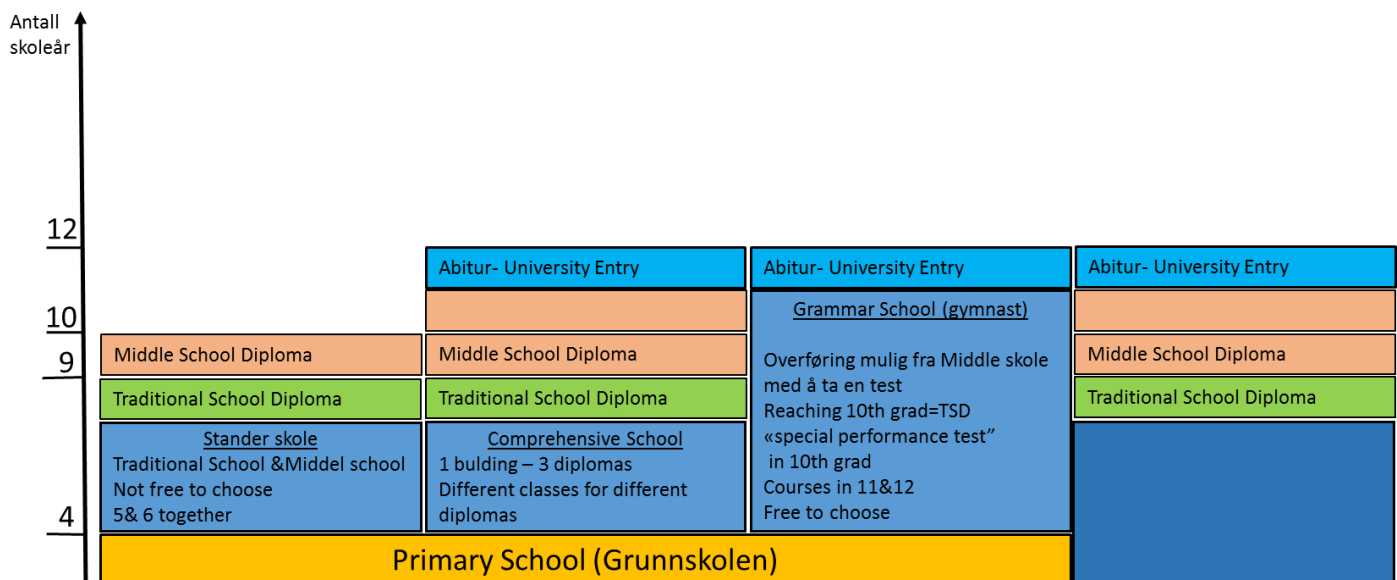 Antall
skoleår
12
10
9
4
Middle School Diploma
Traditional School Diploma
Stander skole
Traditional School &Middel school
Not free to choose
5& 6 together
Abitur- University Entry
Middle School Diploma
Traditional School Diploma
Comprehensive School
1 bulding – 3 diplomas
Different classes for different
diplomas
Abitur- University Entry
Grammar School (gymnast)
Overføring mulig fra Middle skole
med å ta en test
Reaching 10th grad=TSD
«special performance test”
in 10th grad
Courses in 11&12
Free to choose
Abitur- University Entry
Middle School Diploma
Traditional School Diploma
Primary School (Grunnskolen)